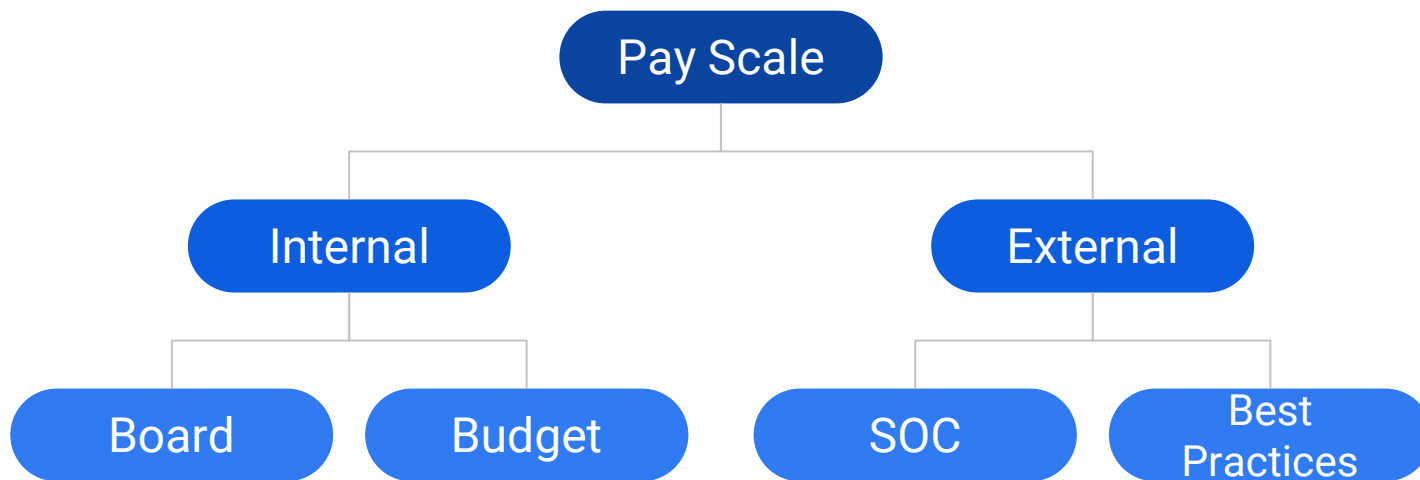 Pay Scale
Internal
External
Board
Budget
SOC
Best
Practices